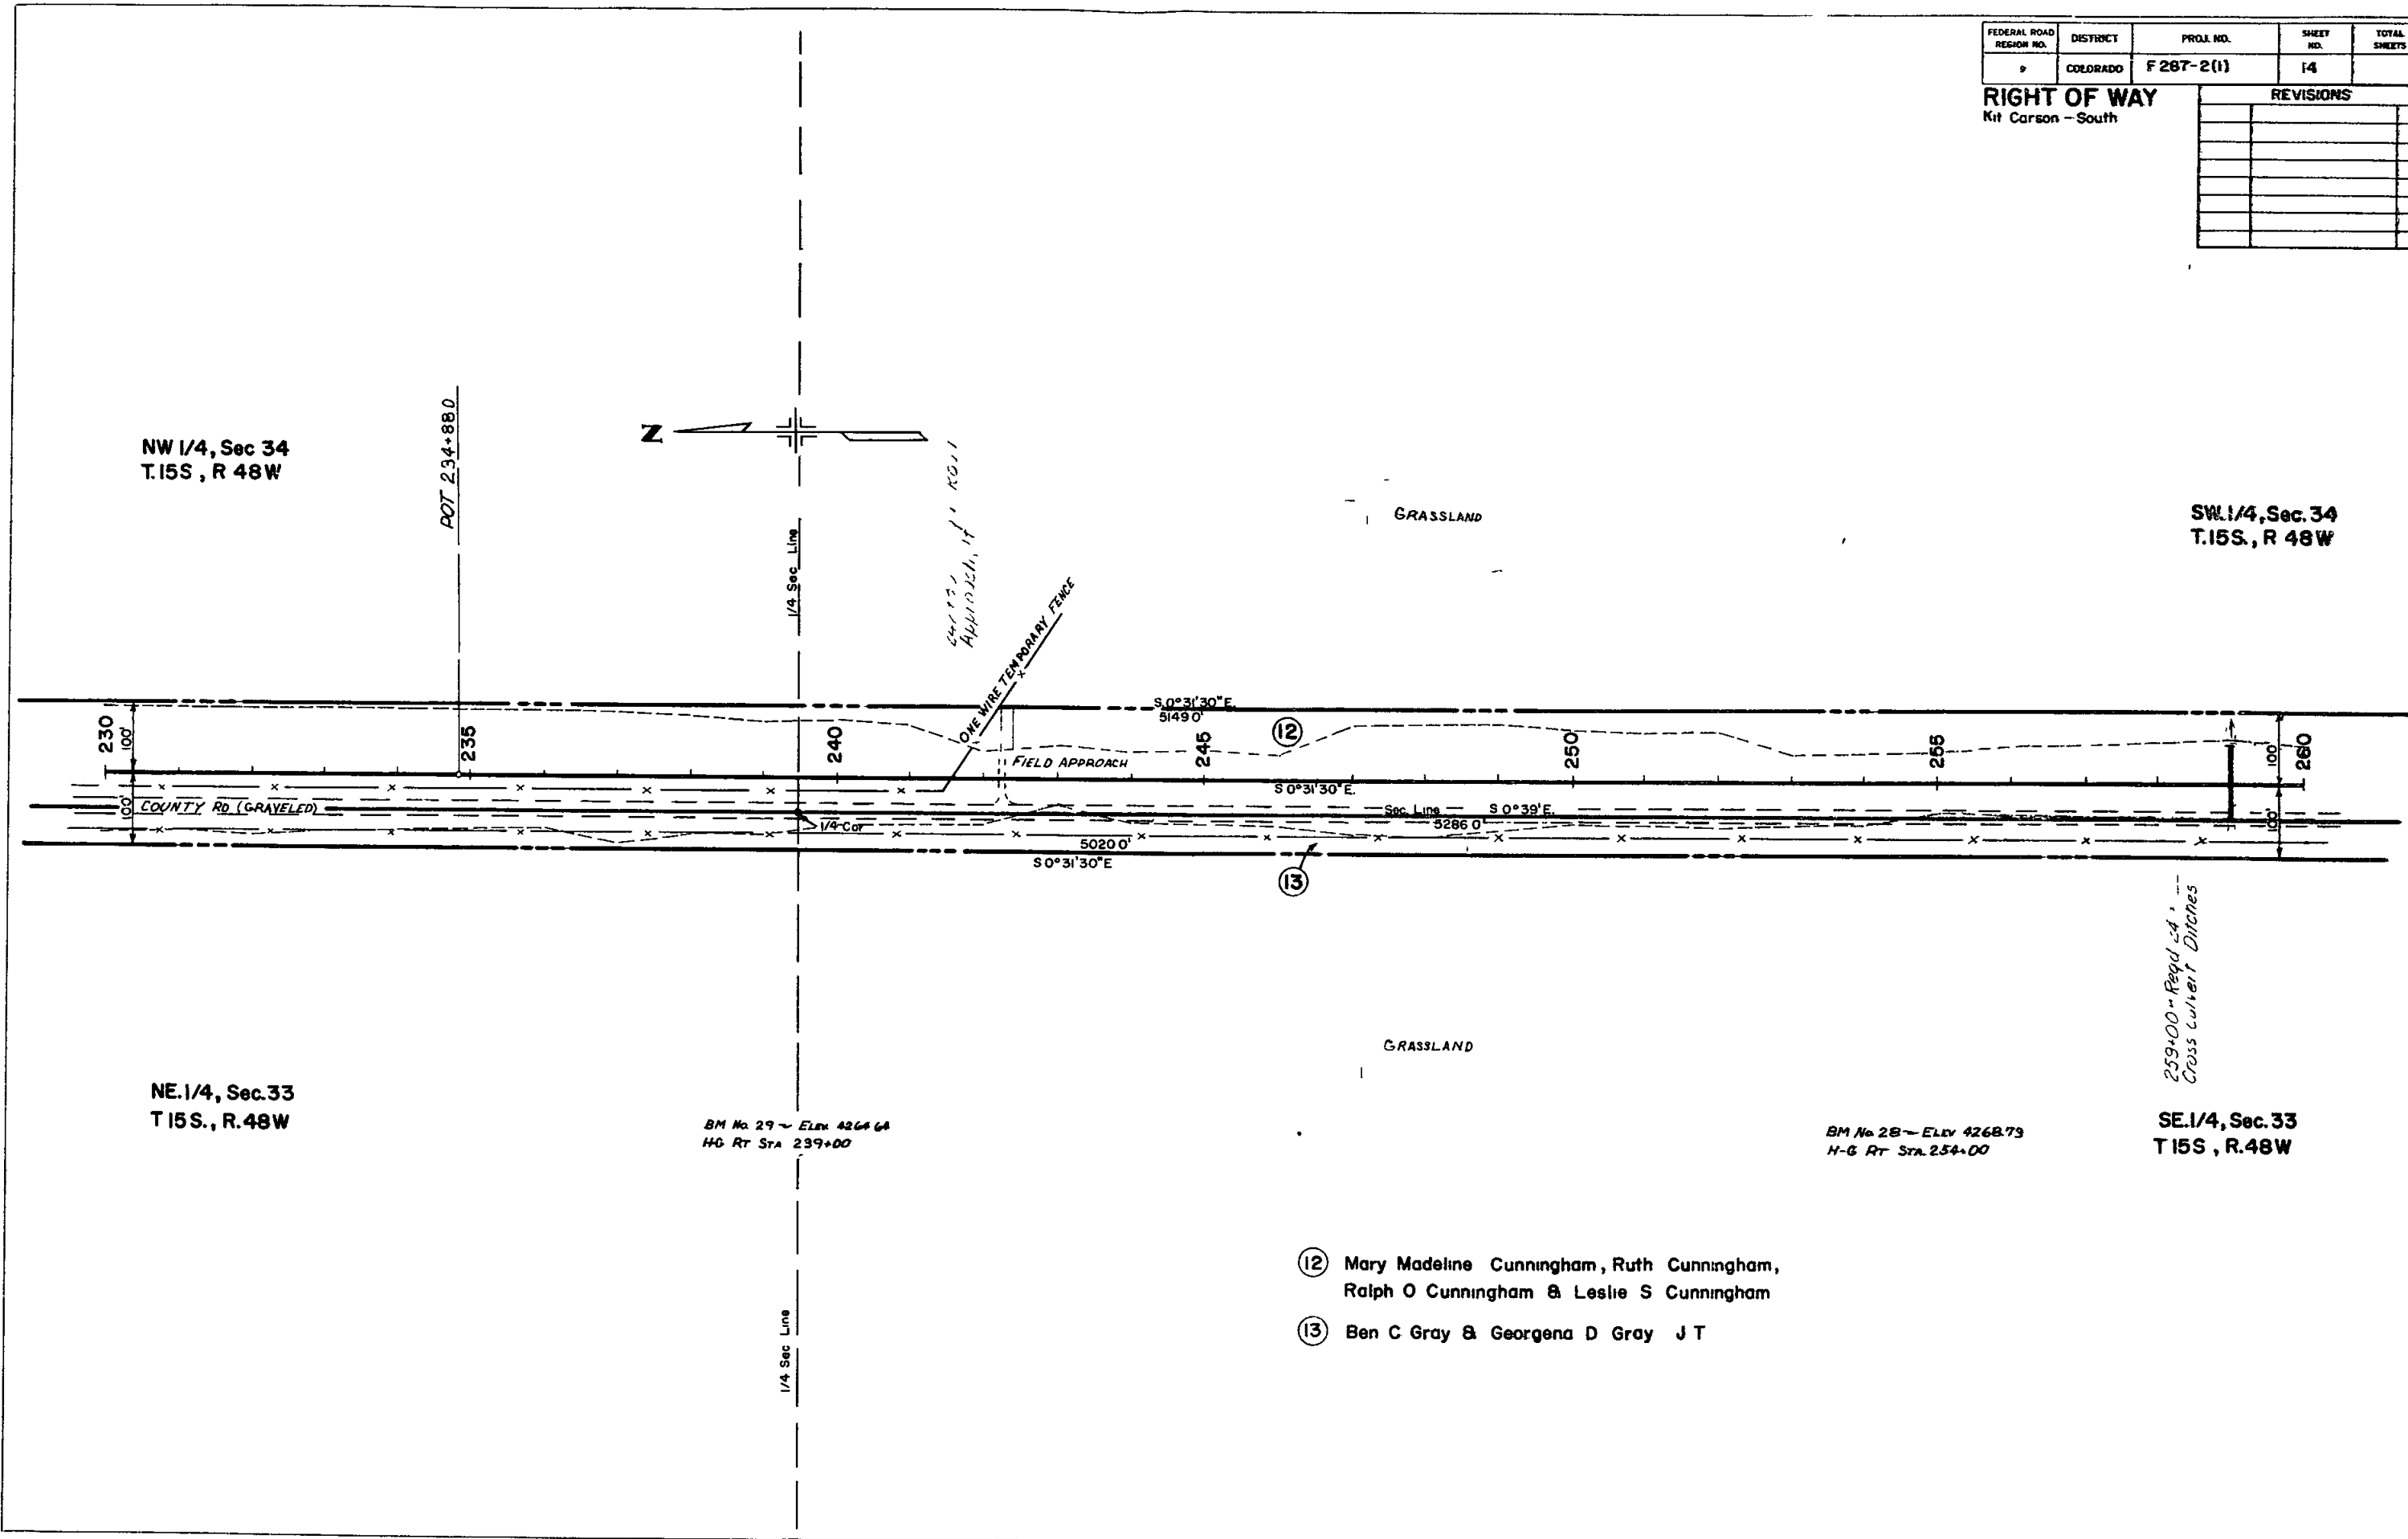 FEDERAL ROAD REGION NO.
DISTRICT
PROJ. NO.
SHEET NO.
TOTAL SHEETS
9
COLORADO
F 287-2(1)
14
RIGHT OF WAY
Kit Carson - South
REVISIONS
NW 1/4, Sec 34
T.15S , R 48W
POT 234+88.0
Z
1/4 Sec Line
Approach
ONE WIRE TEMPORARY FENCE
GRASSLAND
SW.1/4, Sec. 34
T.15S., R 48W
S.0°31'30"E.
5149 0'
12
230
235
240
245
250
255
260
100'
100'
100'
100'
FIELD APPROACH
S 0°31'30"E.
COUNTY RD (GRAVELED)
Sec. Line
S 0°39'E.
5286 0'
1/4 Cor
5020 0'
S 0°31'30"E
13
259+00 Reqd
Cross Culvert Ditches
GRASSLAND
NE.1/4, Sec.33
T 15 S., R.48W
BM No. 29 ~ ELEV 4264 64
HG RT STA 239+00
BM No 28 ~ ELEV 4268.79
H-G RT STA. 254+00
SE.1/4, Sec. 33
T 15S , R.48W
1/4 Sec Line
12 Mary Madeline Cunningham, Ruth Cunningham,
Ralph O Cunningham & Leslie S Cunningham
13 Ben C Gray & Georgena D Gray J T